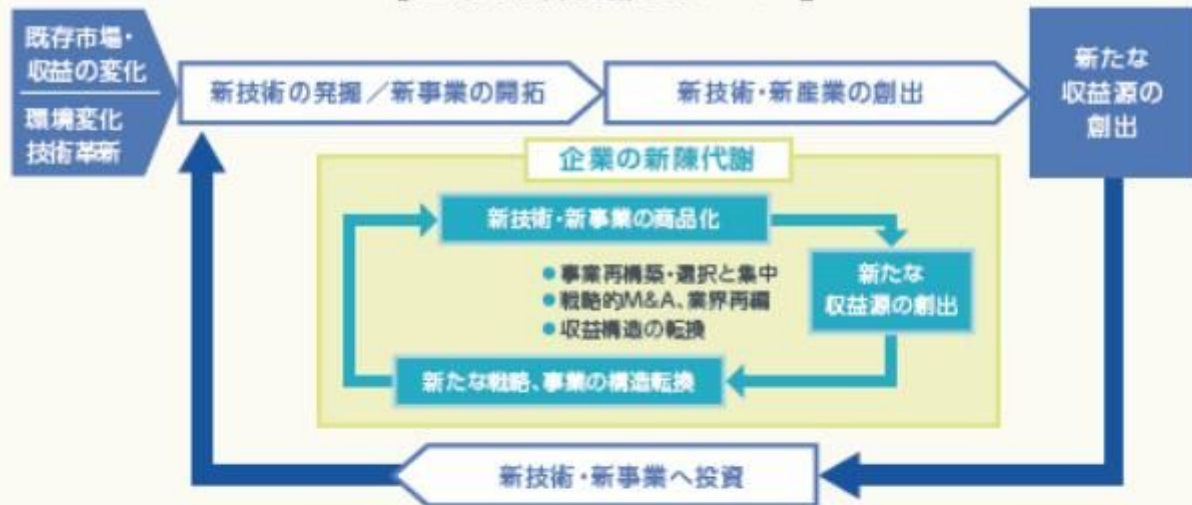 既存市場・
収益の変化
環境変化
技術革新
新技術の発掘／新事業の開拓
新技術・新産業の創出
新たな
収益源の
創出
企業の新陳代謝
新技術・新事業の商品化
●事業再構築・選択と集中
●戦略的M&A、業界再編
●収益構造の転換
新たな
収益源の創出
新たな戦略、事業の構造転換
新技術・新事業へ投資